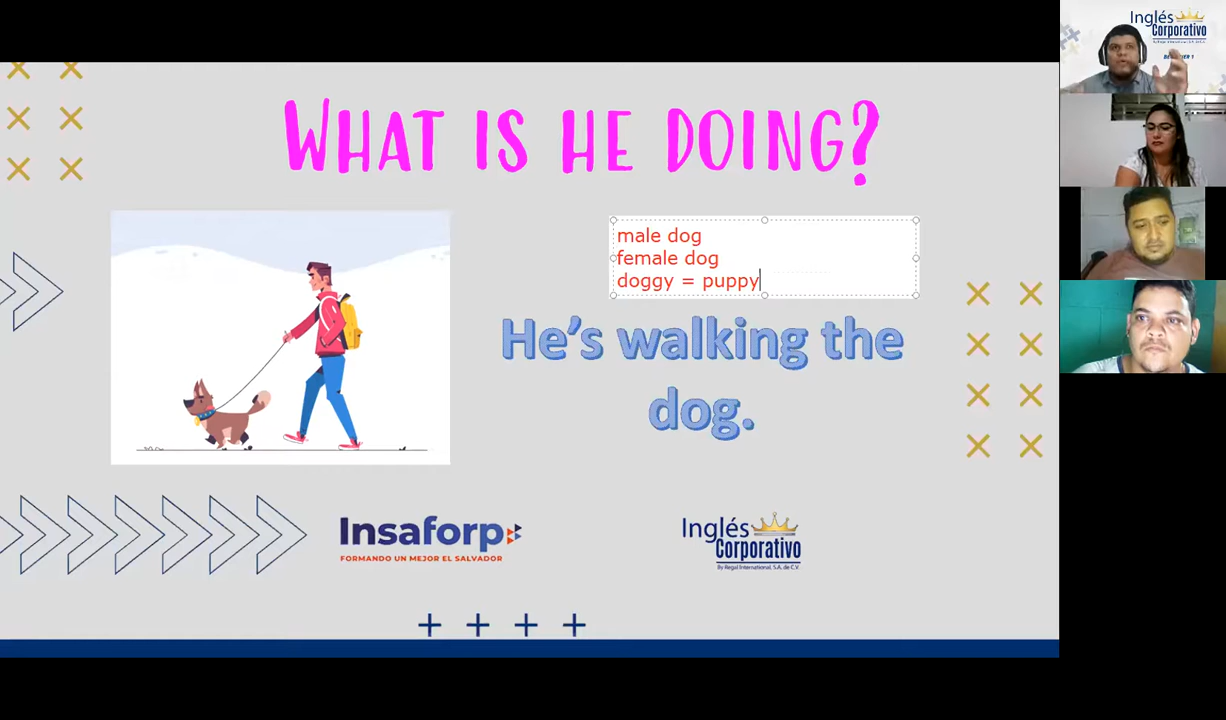 WHAT IS HE DOING?
male dog
female dog
doggy = puppy
He's walking the
dog.
Insaforp
FORMANDO UN MEJOR EL SALVADOR
Inglés
Corporativo
By Regal International, S.A. de C.V.
Inglés
Corporativo